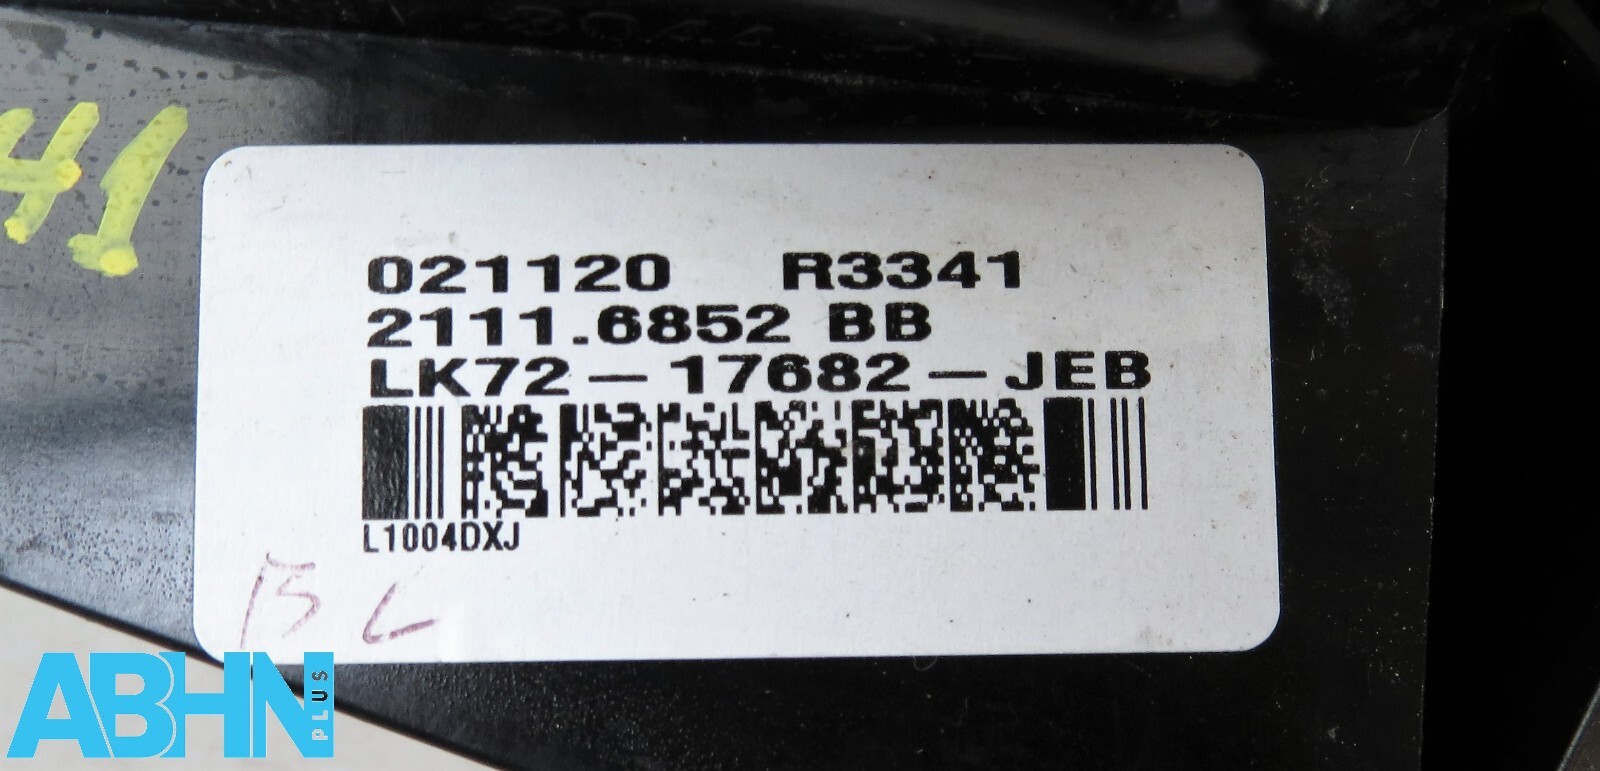 41
021120 R3341
2111.6852 BB
LK72-17682-JEB
L1004DXJ
ABHN PLUS